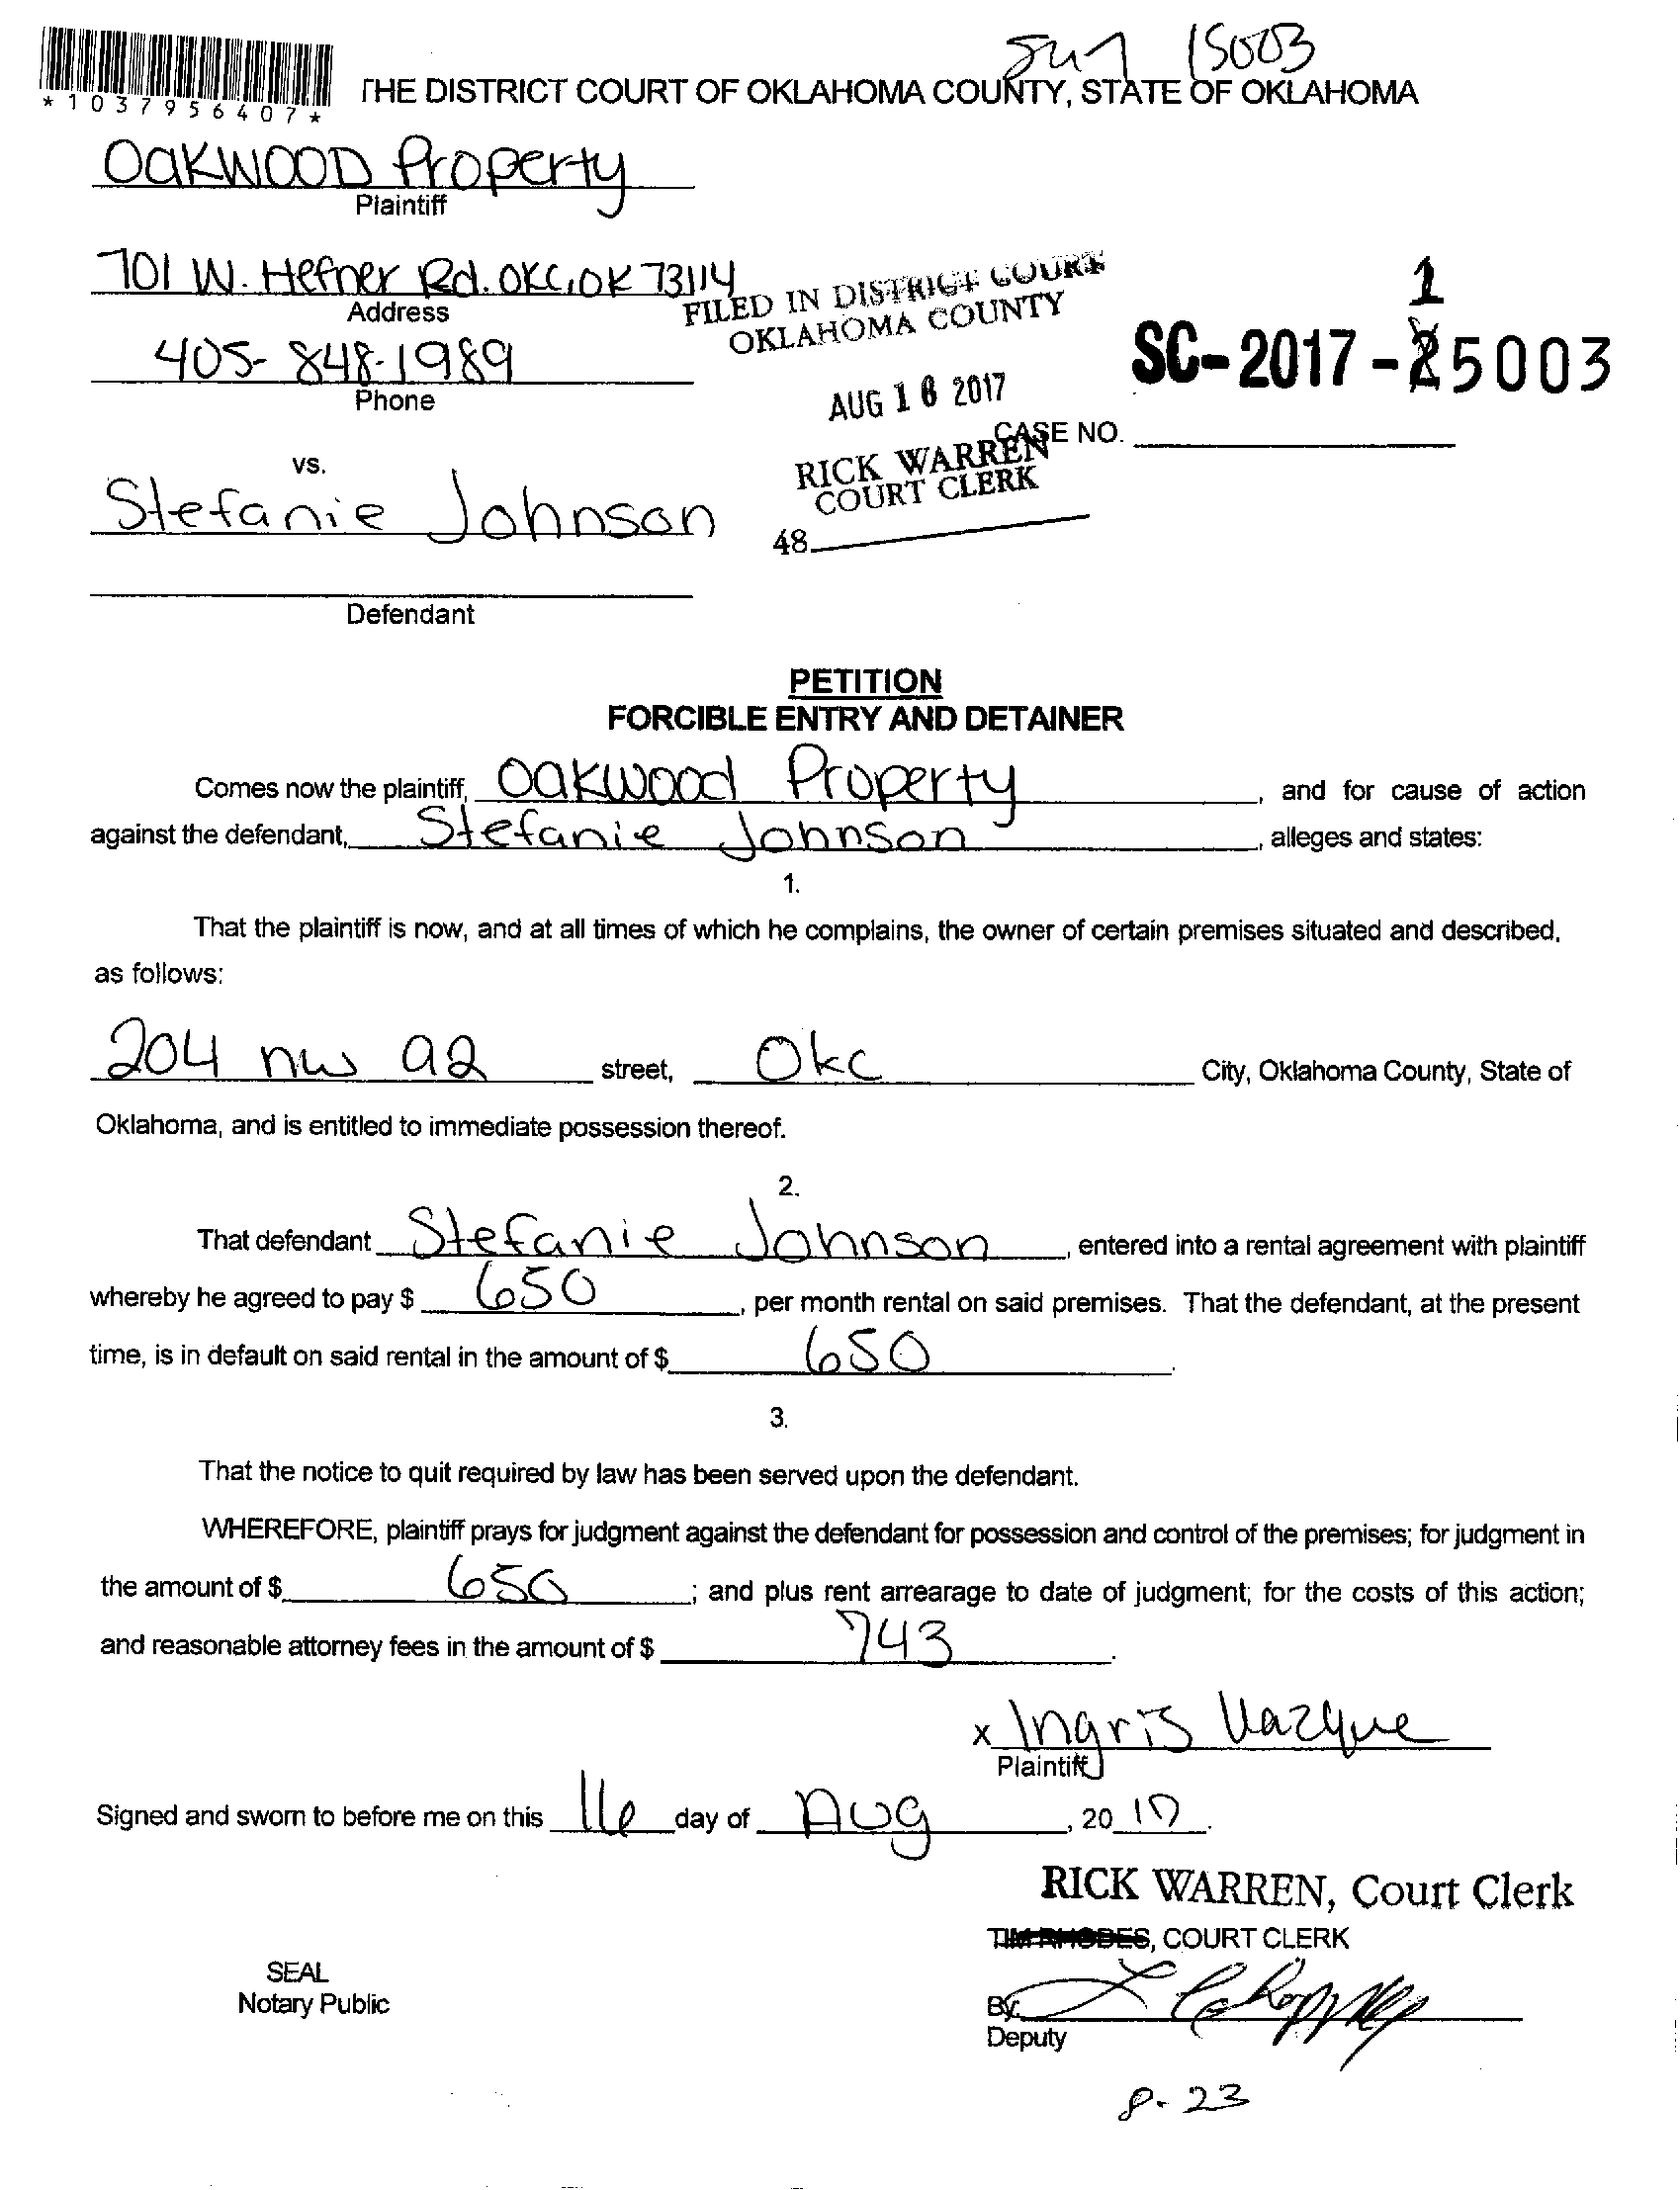 15003
THE DISTRICT COURT OF OKLAHOMA COUNTY, STATE OF OKLAHOMA
*1037956407*
OakWOOD Property
Plaintiff
701 W. Hefner Rd. OKC, OK 73114
Address
405-848-1989
Phone
FILED IN DISTRICT COURT
OKLAHOMA COUNTY
AUG 16 2017
RICK WARREN
COURT CLERK
48
1
SC-2017-25003
CASE NO.
vs.
Stefanie Johnson
Defendant
PETITION
FORCIBLE ENTRY AND DETAINER
Comes now the plaintiff, Oakwood Property, and for cause of action
against the defendant, Stefanie Johnson, alleges and states:
1.
That the plaintiff is now, and at all times of which he complains, the owner of certain premises situated and described,
as follows:
204 nw 92 street, Okc City, Oklahoma County, State of
Oklahoma, and is entitled to immediate possession thereof.
2.
That defendant Stefanie Johnson, entered into a rental agreement with plaintiff
whereby he agreed to pay $ 650, per month rental on said premises. That the defendant, at the present
time, is in default on said rental in the amount of $ 650.
3.
That the notice to quit required by law has been served upon the defendant.
WHEREFORE, plaintiff prays for judgment against the defendant for possession and control of the premises; for judgment in
the amount of $ 650; and plus rent arrearage to date of judgment; for the costs of this action;
and reasonable attorney fees in the amount of $ 743.
x Ingris Vazque
Plaintiff
Signed and sworn to before me on this 16 day of Aug, 2017.
RICK WARREN, Court Clerk
TIM RHODES, COURT CLERK
SEAL
Notary Public
By:
Deputy
8-23